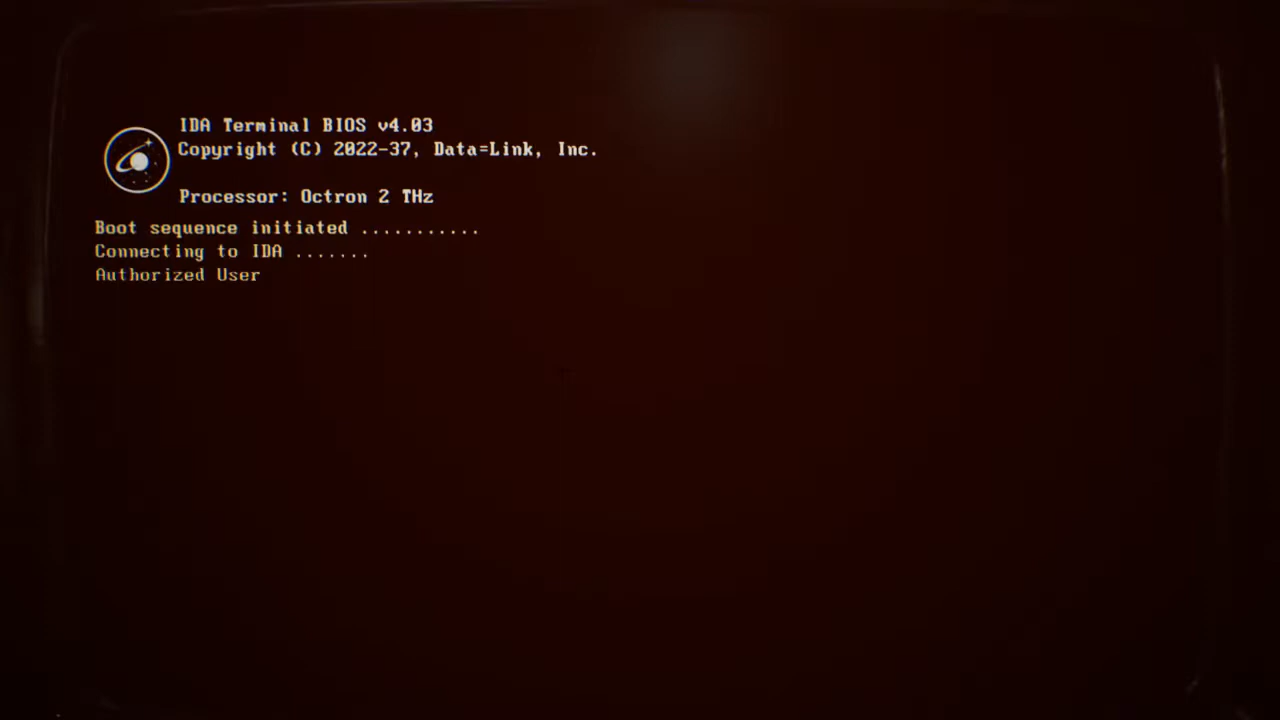 IDA Terminal BIOS v4.03
Copyright (C) 2022-37, Data=Link, Inc.
Processor: Octron 2 THz
Boot sequence initiated ...........
Connecting to IDA .......
Authorized User